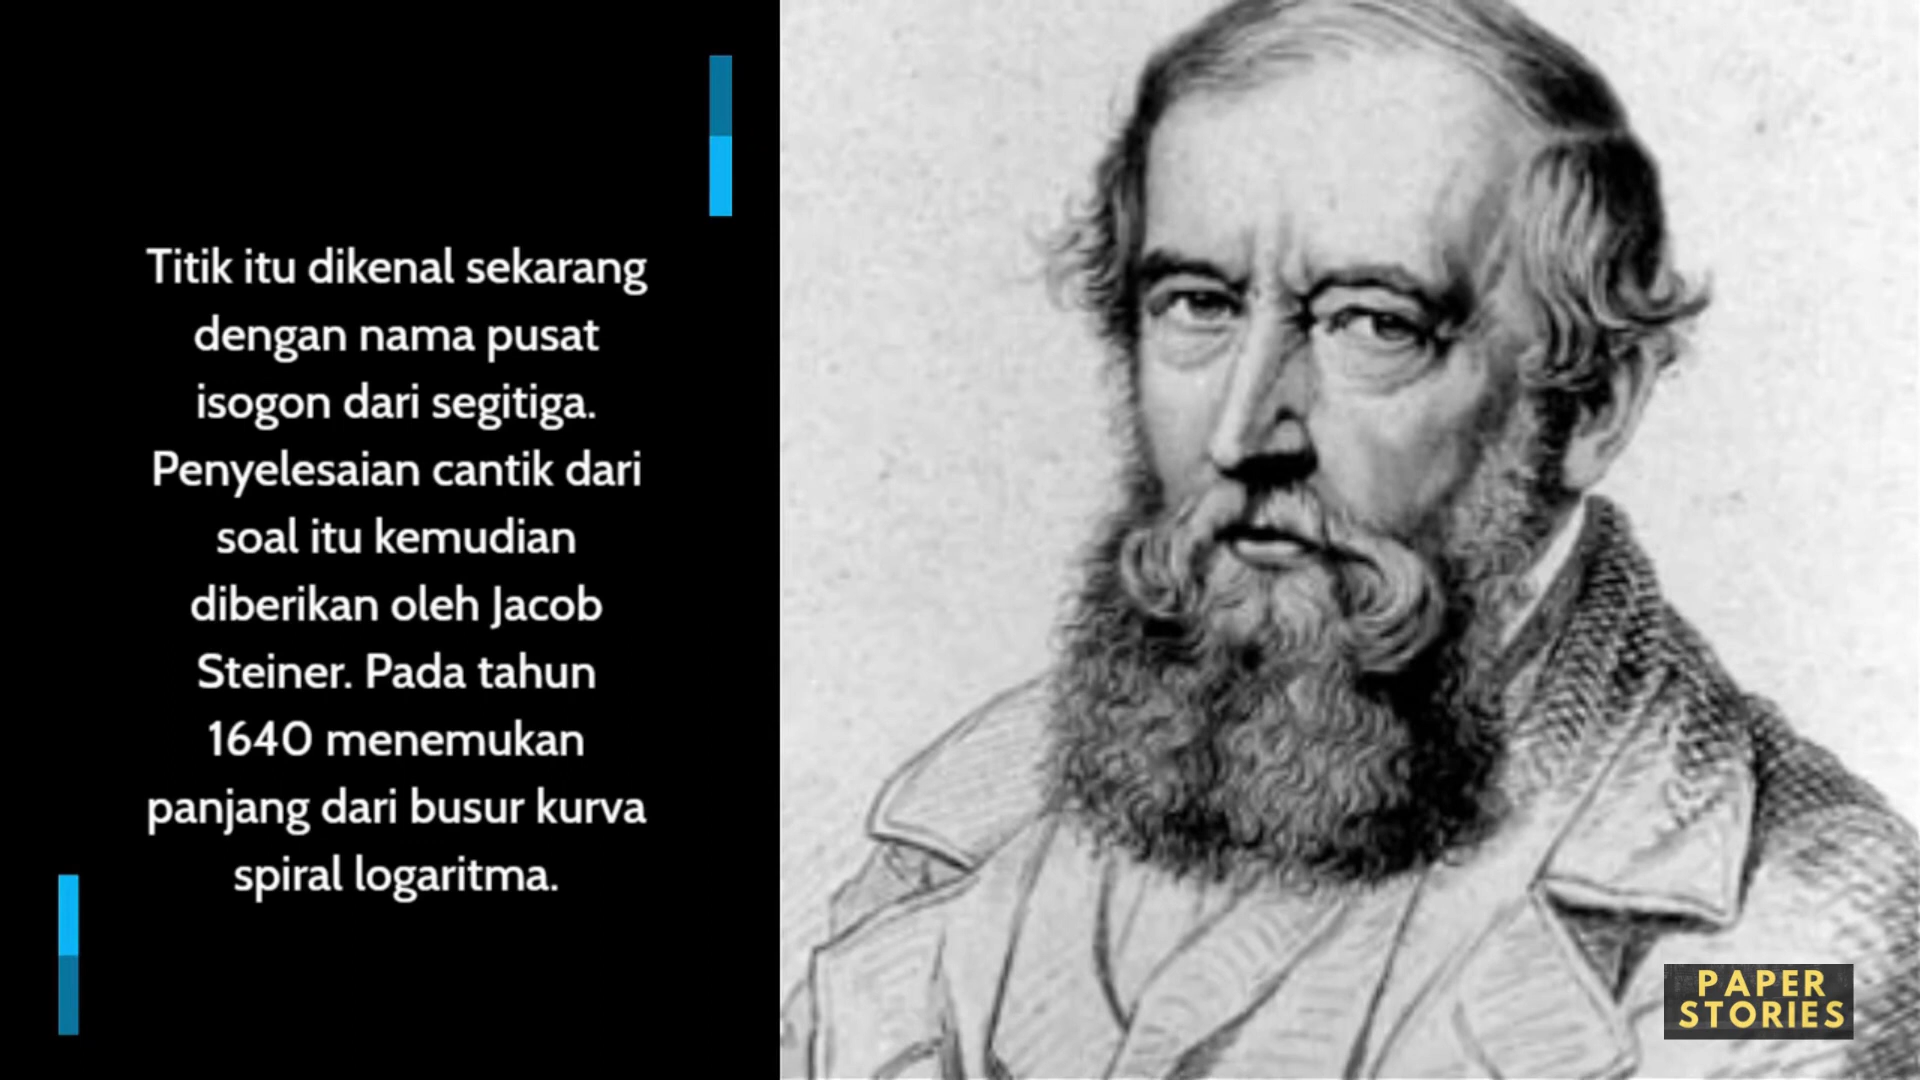 Titik itu dikenal sekarang
dengan nama pusat
isogon dari segitiga.
Penyelesaian cantik dari
soal itu kemudian
diberikan oleh Jacob
Steiner. Pada tahun
1640 menemukan
panjang dari busur kurva
spiral logaritma.
PAPER
STORIES